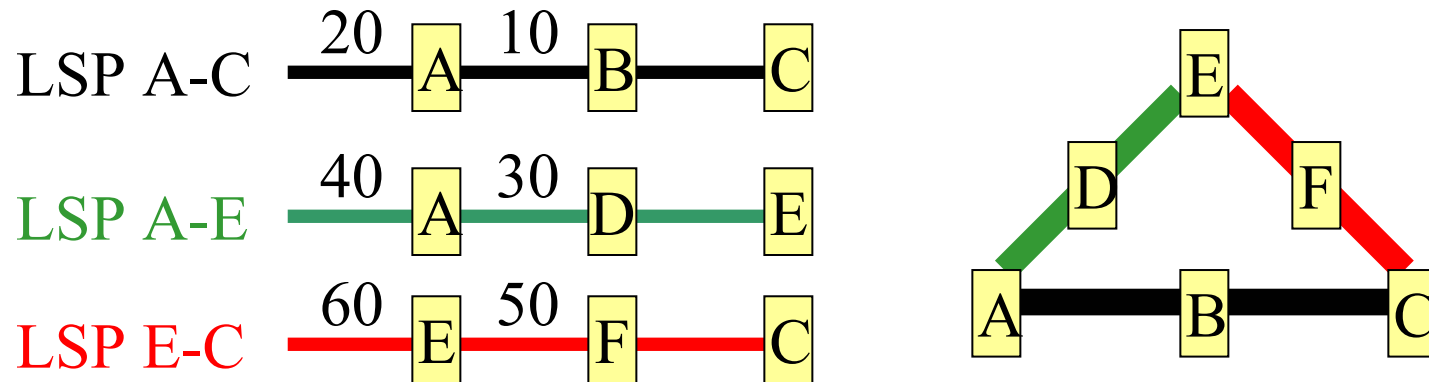 20 10
LSP A-C A B C
40 30
LSP A-E A D E
60 50
LSP E-C E F C
E
D F
A B C